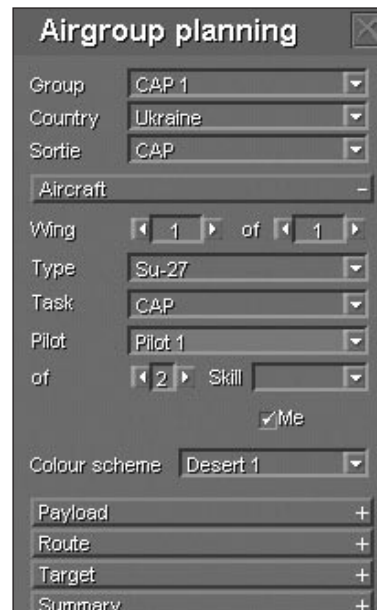 Airgroup planning
Group CAP 1
Country Ukraine
Sortie CAP
Aircraft −
Wing 1 of 1
Type Su-27
Task CAP
Pilot Pilot 1
of 2 Skill
Me
Colour scheme Desert 1
Payload +
Route +
Target +
Summary +